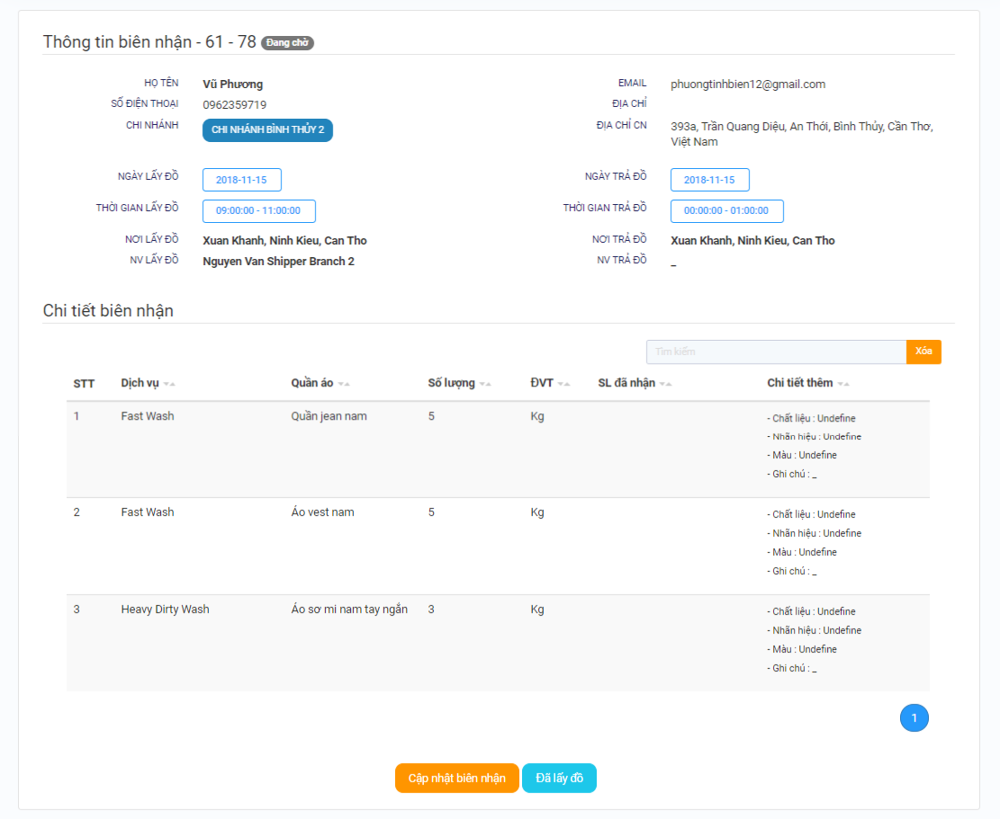 Thông tin biên nhận - 61 - 78 Đang chờ
HỌ TÊN Vũ Phương EMAIL phuongtinhbien12@gmail.com
SỐ ĐIỆN THOẠI 0962359719 ĐỊA CHỈ
CHI NHÁNH CHI NHÁNH BÌNH THỦY 2 ĐỊA CHỈ CN 393a, Trần Quang Diệu, An Thới, Bình Thủy, Cần Thơ,
Việt Nam
NGÀY LẤY ĐỒ 2018-11-15 NGÀY TRẢ ĐỒ 2018-11-15
THỜI GIAN LẤY ĐỒ 09:00:00 - 11:00:00 THỜI GIAN TRẢ ĐỒ 00:00:00 - 01:00:00
NƠI LẤY ĐỒ Xuan Khanh, Ninh Kieu, Can Tho NƠI TRẢ ĐỒ Xuan Khanh, Ninh Kieu, Can Tho
NV LẤY ĐỒ Nguyen Van Shipper Branch 2 NV TRẢ ĐỒ _
Chi tiết biên nhận
Tìm kiếm Xóa
STT Dịch vụ Quần áo Số lượng ĐVT SL đã nhận Chi tiết thêm
1 Fast Wash Quần jean nam 5 Kg - Chất liệu : Undefine
- Nhãn hiệu : Undefine
- Màu : Undefine
- Ghi chú : _
2 Fast Wash Áo vest nam 5 Kg - Chất liệu : Undefine
- Nhãn hiệu : Undefine
- Màu : Undefine
- Ghi chú : _
3 Heavy Dirty Wash Áo sơ mi nam tay ngắn 3 Kg - Chất liệu : Undefine
- Nhãn hiệu : Undefine
- Màu : Undefine
- Ghi chú : _
1
Cập nhật biên nhận Đã lấy đồ